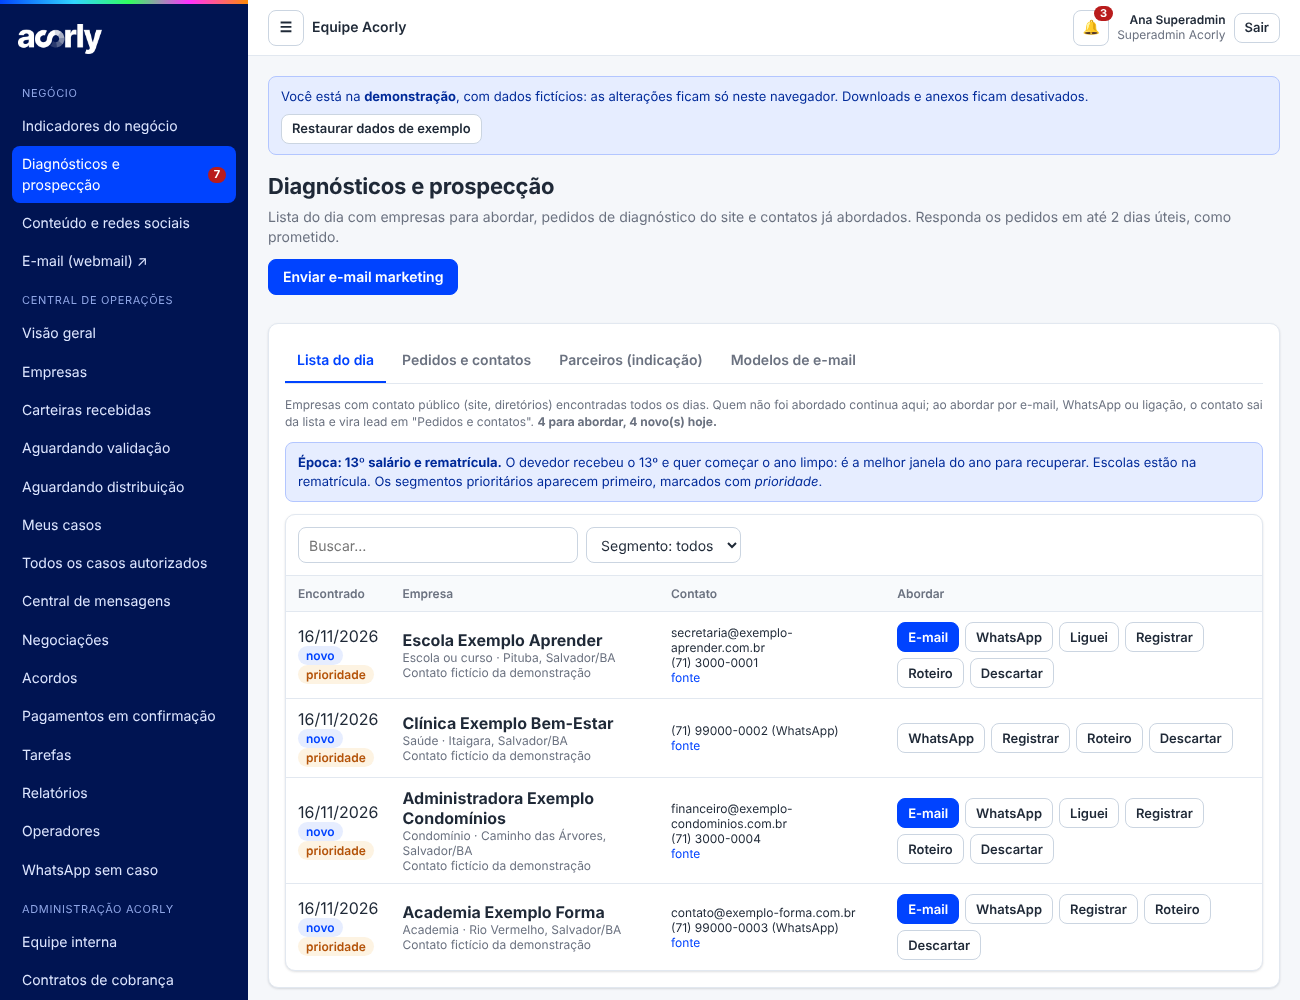 acorly
NEGÓCIO
Indicadores do negócio
Diagnósticos e
prospecção
7
Conteúdo e redes sociais
E-mail (webmail) ↗
CENTRAL DE OPERAÇÕES
Visão geral
Empresas
Carteiras recebidas
Aguardando validação
Aguardando distribuição
Meus casos
Todos os casos autorizados
Central de mensagens
Negociações
Acordos
Pagamentos em confirmação
Tarefas
Relatórios
Operadores
WhatsApp sem caso
ADMINISTRAÇÃO ACORLY
Equipe interna
Contratos de cobrança
☰ Equipe Acorly
🔔 3
Ana Superadmin
Superadmin Acorly
Sair
Você está na demonstração, com dados fictícios: as alterações ficam só neste navegador. Downloads e anexos ficam desativados.
Restaurar dados de exemplo
Diagnósticos e prospecção
Lista do dia com empresas para abordar, pedidos de diagnóstico do site e contatos já abordados. Responda os pedidos em até 2 dias úteis, como
prometido.
Enviar e-mail marketing
Lista do dia Pedidos e contatos Parceiros (indicação) Modelos de e-mail
Empresas com contato público (site, diretórios) encontradas todos os dias. Quem não foi abordado continua aqui; ao abordar por e-mail, WhatsApp ou ligação, o contato sai
da lista e vira lead em "Pedidos e contatos". 4 para abordar, 4 novo(s) hoje.
Época: 13º salário e rematrícula. O devedor recebeu o 13º e quer começar o ano limpo: é a melhor janela do ano para recuperar. Escolas estão na
rematrícula. Os segmentos prioritários aparecem primeiro, marcados com prioridade.
Buscar... Segmento: todos
Encontrado Empresa Contato Abordar
16/11/2026
novo
prioridade
Escola Exemplo Aprender
Escola ou curso · Pituba, Salvador/BA
Contato fictício da demonstração
secretaria@exemplo-
aprender.com.br
(71) 3000-0001
fonte
E-mail WhatsApp Liguei Registrar
Roteiro Descartar
16/11/2026
novo
prioridade
Clínica Exemplo Bem-Estar
Saúde · Itaigara, Salvador/BA
Contato fictício da demonstração
(71) 99000-0002 (WhatsApp)
fonte
WhatsApp Registrar Roteiro Descartar
16/11/2026
novo
prioridade
Administradora Exemplo
Condomínios
Condomínio · Caminho das Árvores,
Salvador/BA
Contato fictício da demonstração
financeiro@exemplo-
condominios.com.br
(71) 3000-0004
fonte
E-mail WhatsApp Liguei Registrar
Roteiro Descartar
16/11/2026
novo
prioridade
Academia Exemplo Forma
Academia · Rio Vermelho, Salvador/BA
Contato fictício da demonstração
contato@exemplo-forma.com.br
(71) 99000-0003 (WhatsApp)
fonte
E-mail WhatsApp Registrar Roteiro
Descartar